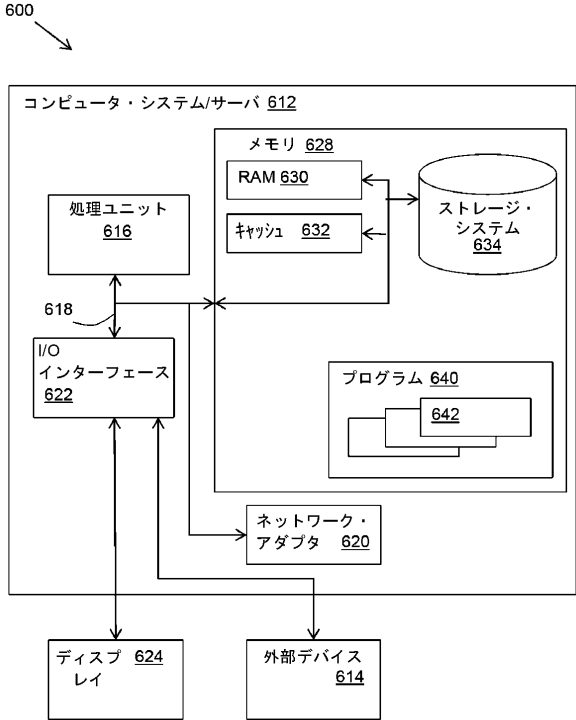 600
コンピュータ・システム/サーバ 612
メモリ 628
RAM 630
キャッシュ 632
ストレージ・
システム
634
処理ユニット
616
618
I/O
インターフェース
622
プログラム 640
642
ネットワーク・
アダプタ 620
ディスプ 624
レイ
外部デバイス
614